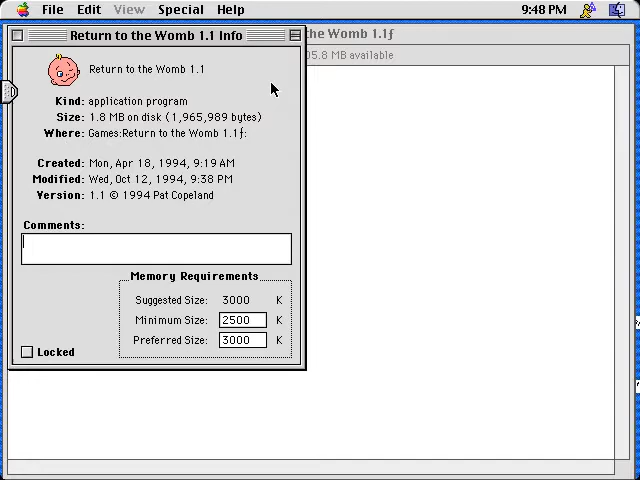 File Edit View Special Help 9:48 PM
Return to the Womb 1.1 Info
the Womb 1.1ƒ
05.8 MB available
Return to the Womb 1.1
Kind: application program
Size: 1.8 MB on disk (1,965,989 bytes)
Where: Games:Return to the Womb 1.1ƒ:
Created: Mon, Apr 18, 1994, 9:19 AM
Modified: Wed, Oct 12, 1994, 9:38 PM
Version: 1.1 © 1994 Pat Copeland
Comments:
Memory Requirements
Suggested Size: 3000 K
Minimum Size: 2500 K
Preferred Size: 3000 K
Locked